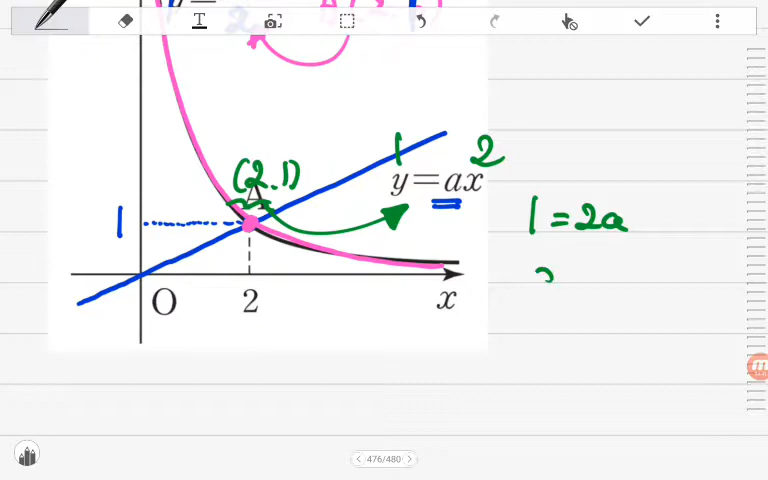 y=
1 2
(2,1)
A
y=ax
1
1 = 2a
O 2 x
476/480